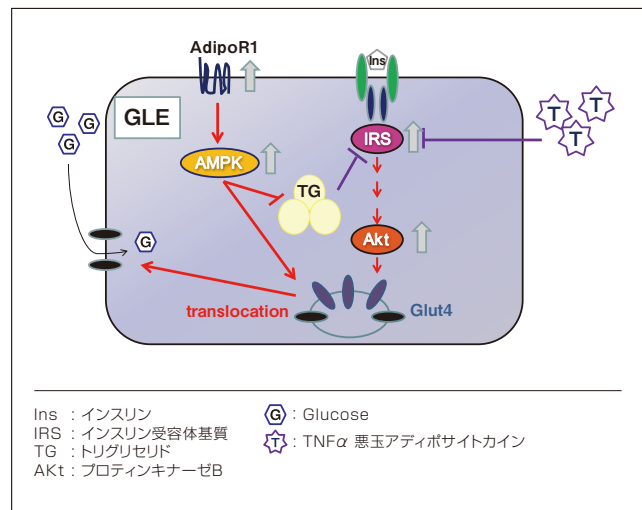 AdipoR1
Ins
G
G
G
GLE
T
T
T
IRS
AMPK
TG
G
Akt
translocation
Glut4
Ins : インスリン
IRS : インスリン受容体基質
TG : トリグリセリド
AKt : プロティンキナーゼB
G : Glucose
T : TNFα 悪玉アディポサイトカイン